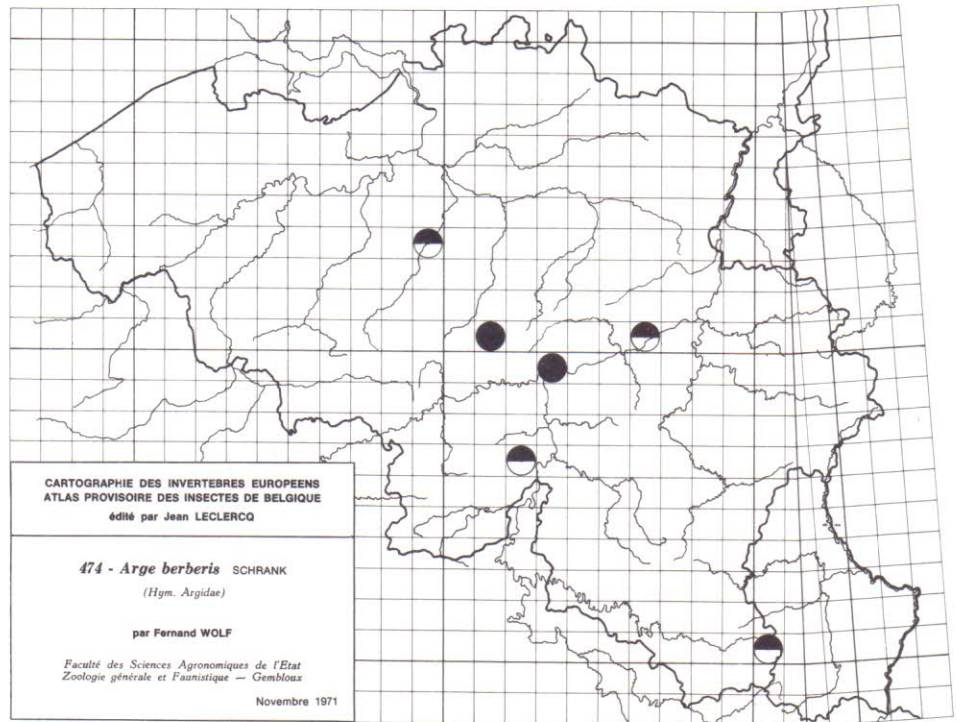 CARTOGRAPHIE DES INVERTEBRES EUROPEENS
ATLAS PROVISOIRE DES INSECTES DE BELGIQUE
édité par Jean LECLERCQ
474 - Arge berberis SCHRANK
(Hym. Argidae)
par Fernand WOLF
Faculté des Sciences Agronomiques de l'Etat
Zoologie générale et Faunistique — Gembloux
Novembre 1971